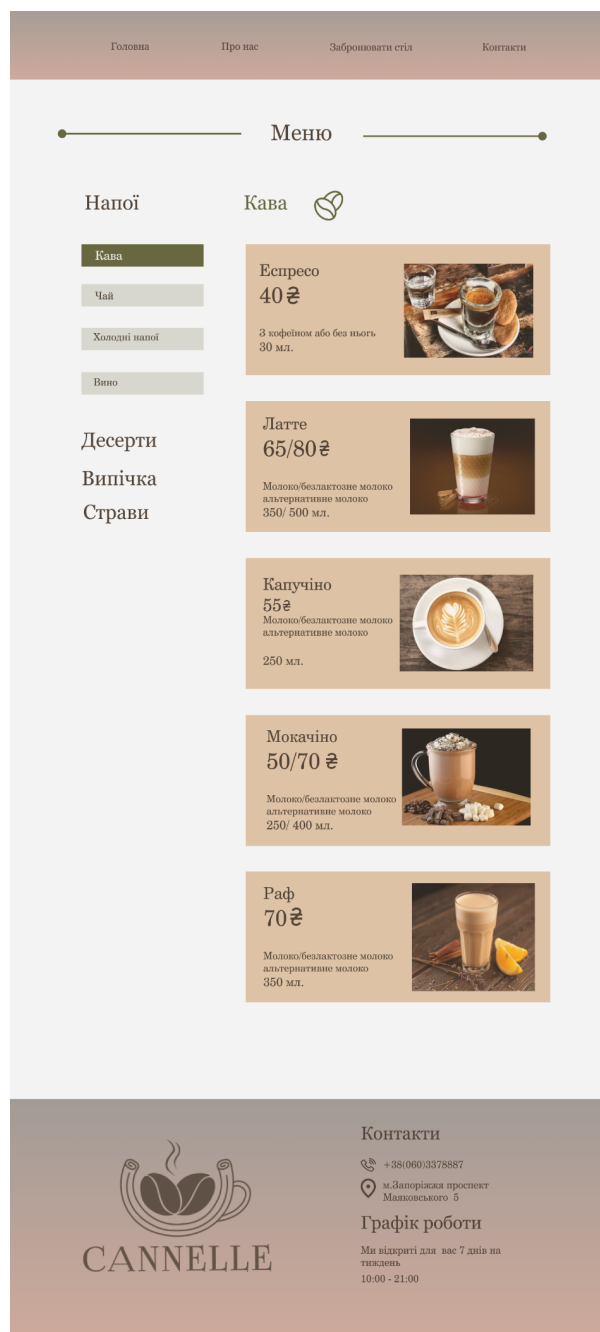 Головна
Про нас
Забронювати стіл
Контакти
Меню
Напої
Кава
Кава
Чай
Холодні напої
Вино
Десерти
Випічка
Страви
Еспресо
40₴
З кофеїном або без нього
30 мл.
Латте
65/80₴
Молоко/безлактозне молоко
альтернативне молоко
350/ 500 мл.
Капучіно
55₴
Молоко/безлактозне молоко
альтернативне молоко
250 мл.
Мокачіно
50/70 ₴
Молоко/безлактозне молоко
альтернативне молоко
250/ 400 мл.
Раф
70₴
Молоко/безлактозне молоко
альтернативне молоко
350 мл.
CANNELLE
Контакти
+38(060)3378887
м.Запоріжжя проспект
Маяковського 5
Графік роботи
Ми відкриті для вас 7 днів на
тиждень
10:00 - 21:00